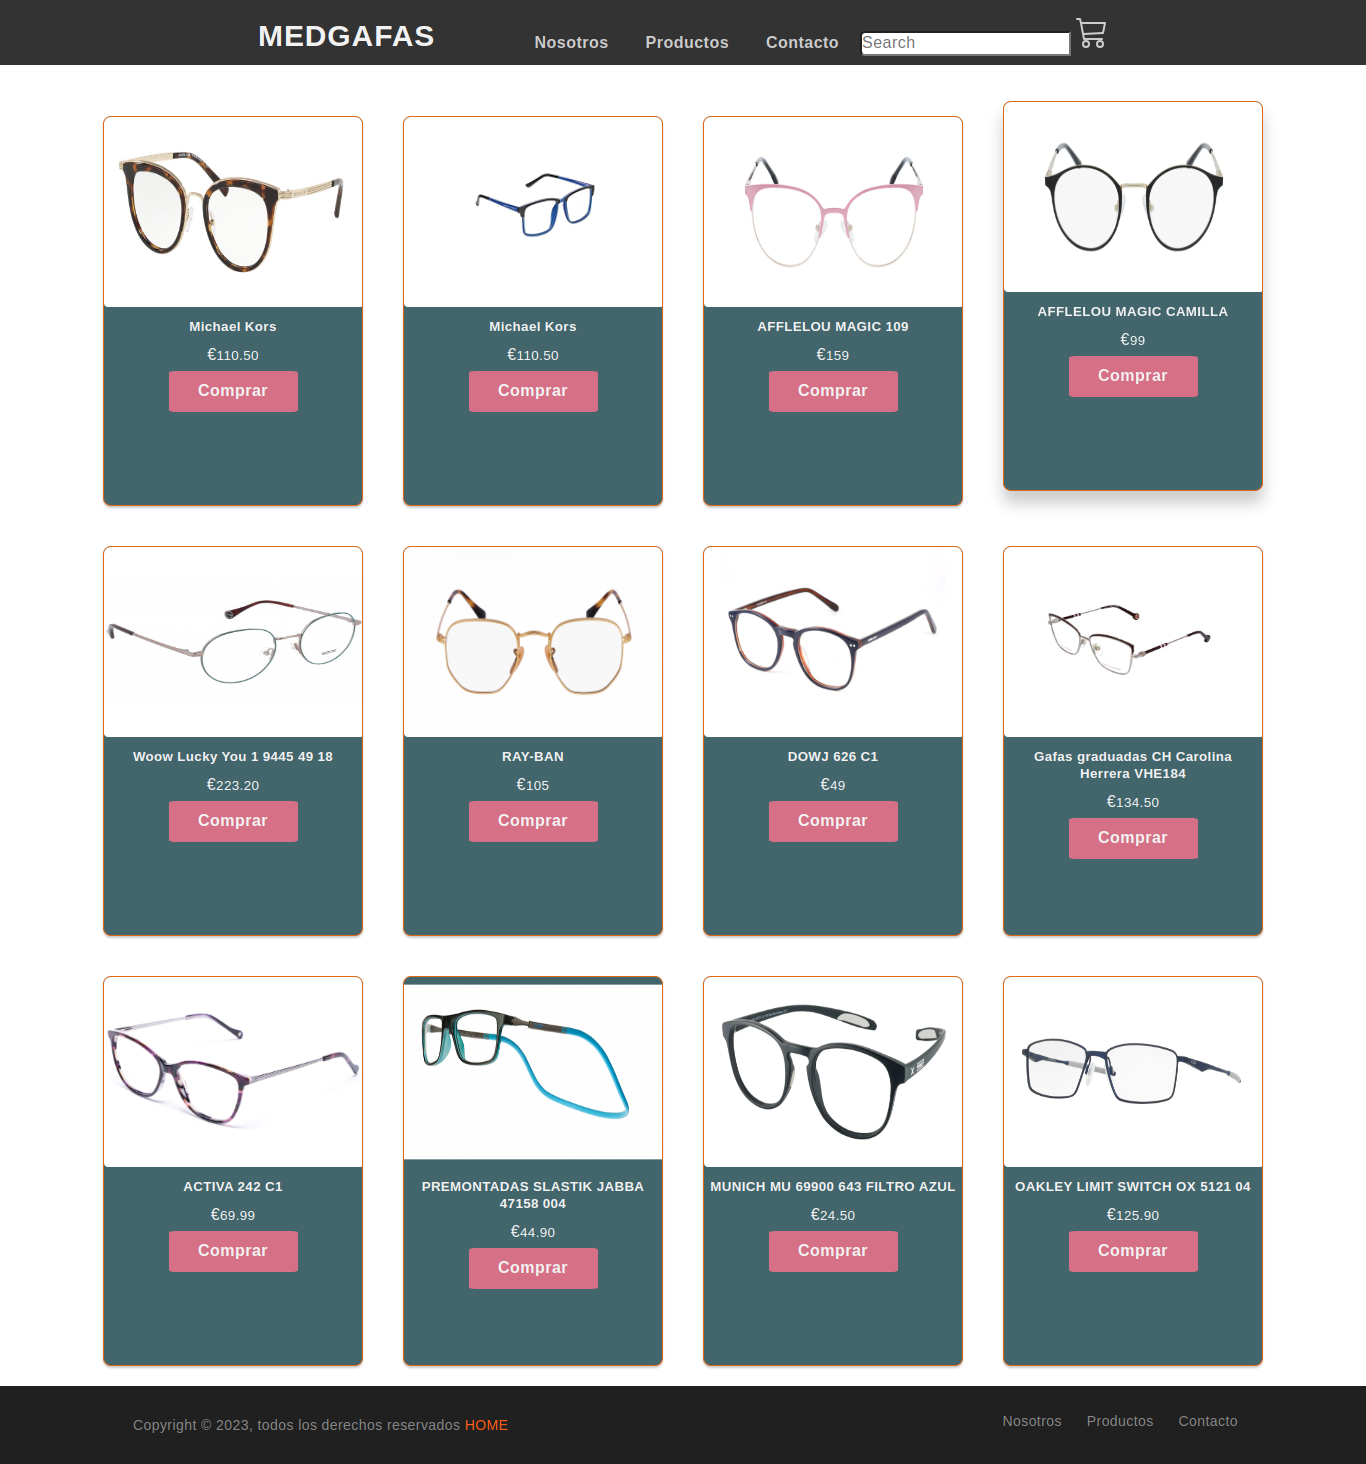 MEDGAFAS
Nosotros Productos Contacto Search
Michael Kors
€110.50
Comprar
Michael Kors
€110.50
Comprar
AFFLELOU MAGIC 109
€159
Comprar
AFFLELOU MAGIC CAMILLA
€99
Comprar
Woow Lucky You 1 9445 49 18
€223.20
Comprar
RAY-BAN
€105
Comprar
DOWJ 626 C1
€49
Comprar
Gafas graduadas CH Carolina
Herrera VHE184
€134.50
Comprar
ACTIVA 242 C1
€69.99
Comprar
PREMONTADAS SLASTIK JABBA
47158 004
€44.90
Comprar
MUNICH MU 69900 643 FILTRO AZUL
€24.50
Comprar
OAKLEY LIMIT SWITCH OX 5121 04
€125.90
Comprar
Copyright © 2023, todos los derechos reservados HOME
Nosotros Productos Contacto